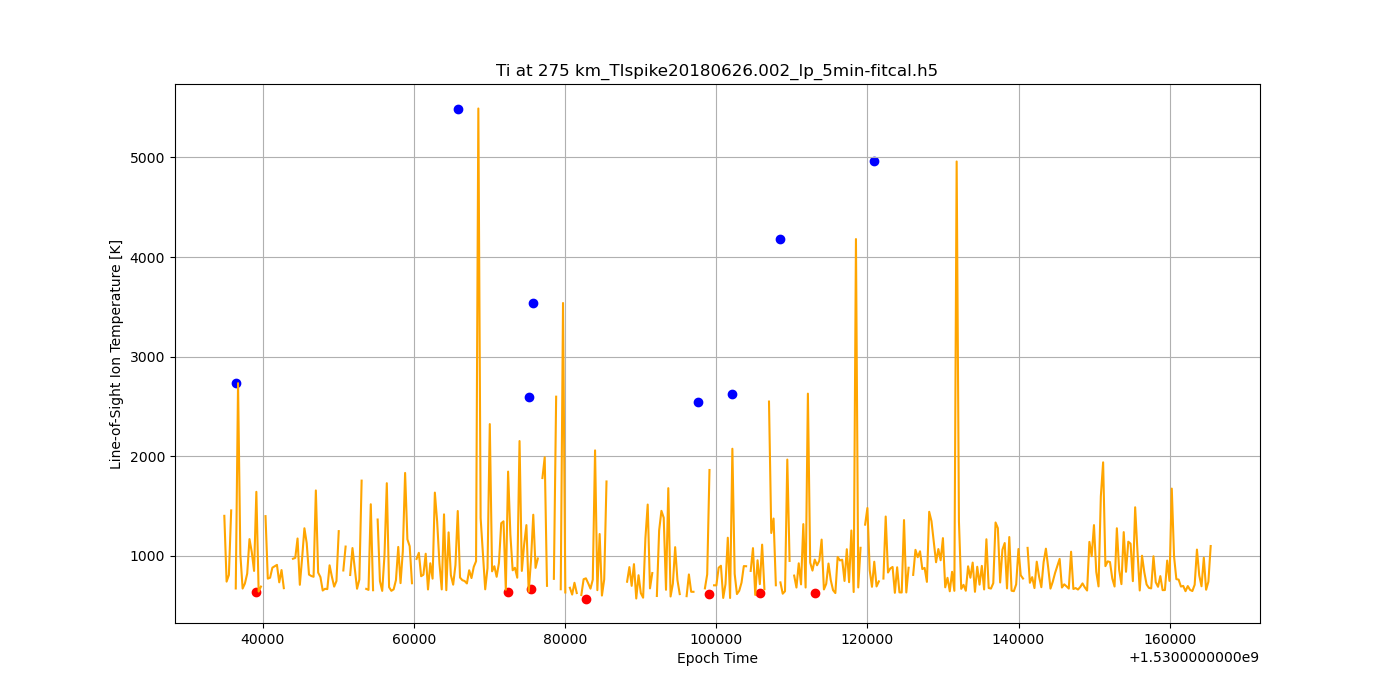 Ti at 275 km_TIspike20180626.002_lp_5min-fitcal.h5
Line-of-Sight Ion Temperature [K]
5000
4000
3000
2000
1000
40000 60000 80000 100000 120000 140000 160000
Epoch Time
+1.5300000000e9